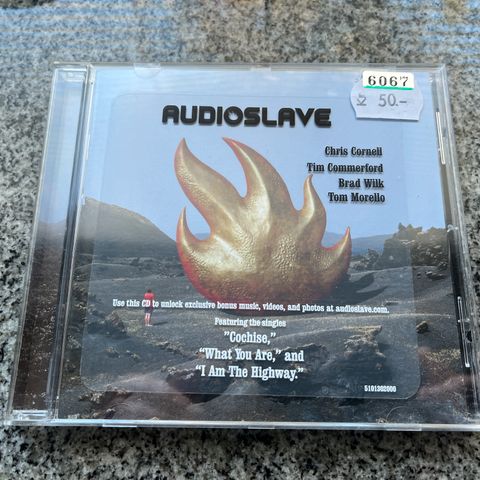 6067
50.-
AUDIOSLAVE
Chris Cornell
Tim Commerford
Brad Wilk
Tom Morello
Use this CD to unlock exclusive bonus music, videos, and photos at audioslave.com.
Featuring the singles
"Cochise,"
"What You Are," and
"I Am The Highway."
5101302000